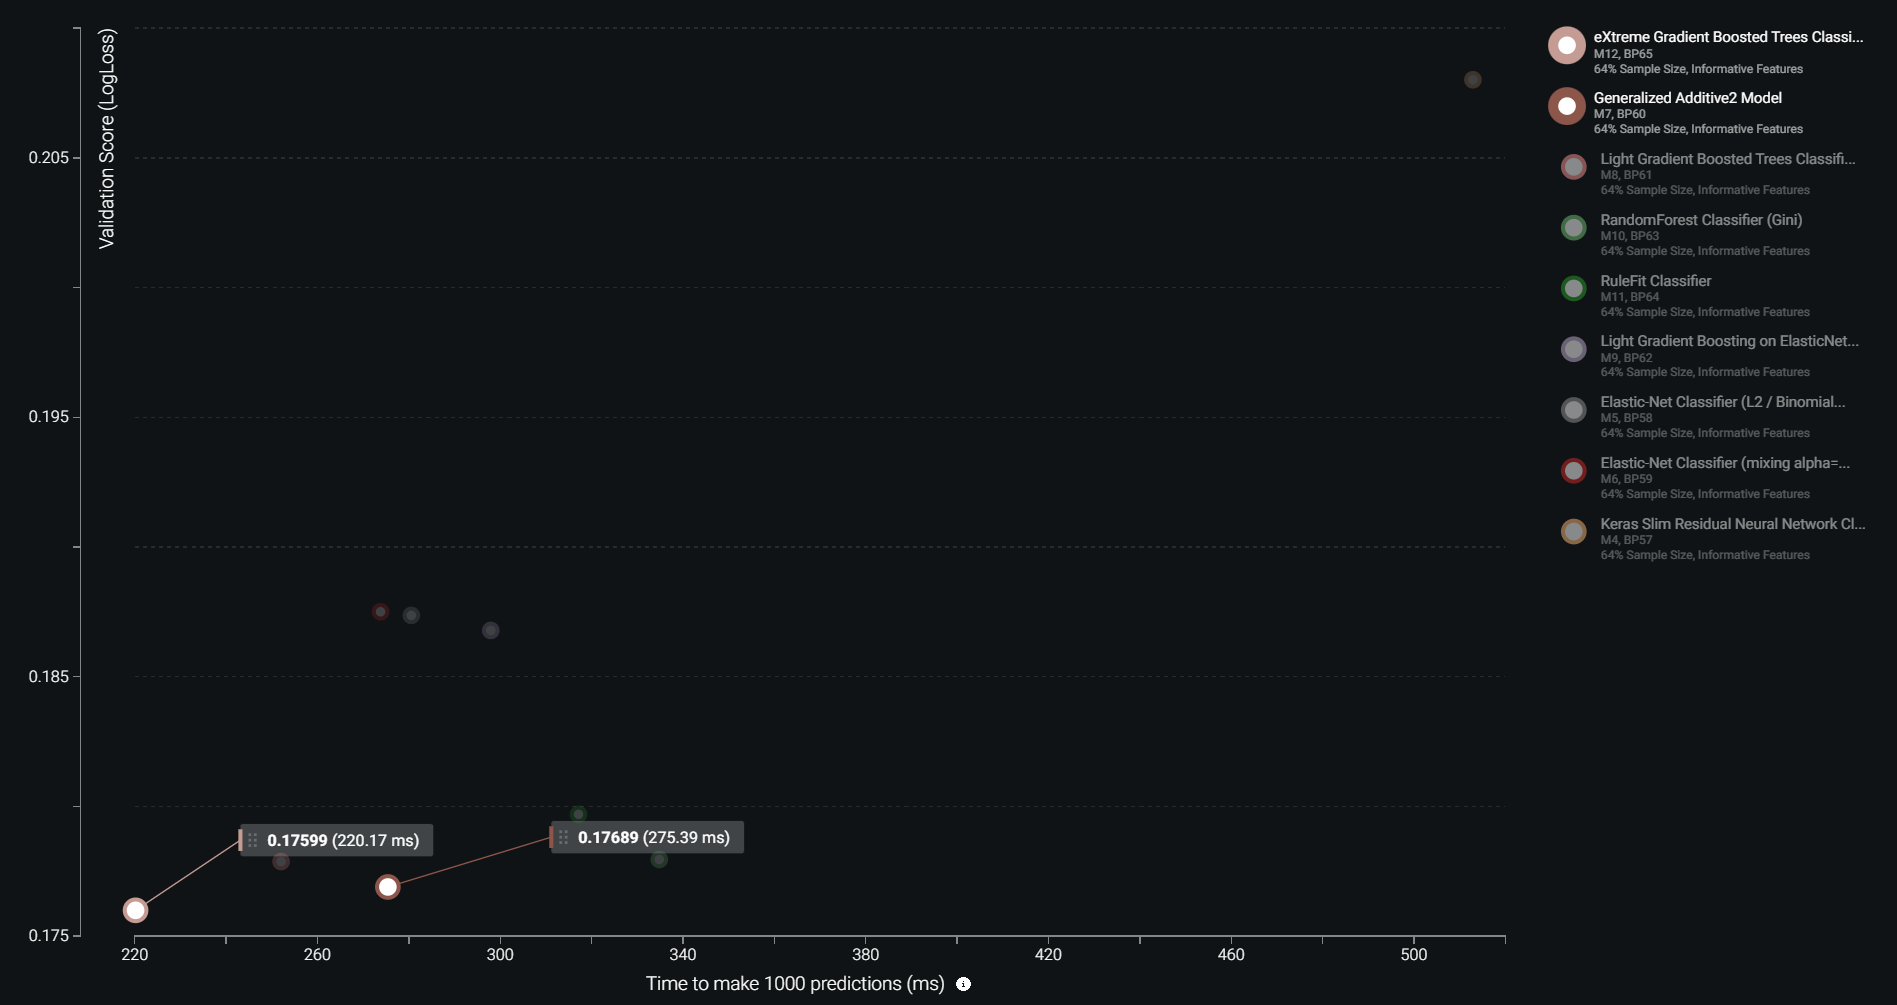 Validation Score (LogLoss)
0.205
0.195
0.185
0.175
0.17599 (220.17 ms)
0.17689 (275.39 ms)
220
260
300
340
380
420
460
500
Time to make 1000 predictions (ms)
i
eXtreme Gradient Boosted Trees Classi...
M12, BP65
64% Sample Size, Informative Features
Generalized Additive2 Model
M7, BP60
64% Sample Size, Informative Features
Light Gradient Boosted Trees Classifi...
M8, BP61
64% Sample Size, Informative Features
RandomForest Classifier (Gini)
M10, BP63
64% Sample Size, Informative Features
RuleFit Classifier
M11, BP64
64% Sample Size, Informative Features
Light Gradient Boosting on ElasticNet...
M9, BP62
64% Sample Size, Informative Features
Elastic-Net Classifier (L2 / Binomial...
M5, BP58
64% Sample Size, Informative Features
Elastic-Net Classifier (mixing alpha=...
M6, BP59
64% Sample Size, Informative Features
Keras Slim Residual Neural Network Cl...
M4, BP57
64% Sample Size, Informative Features